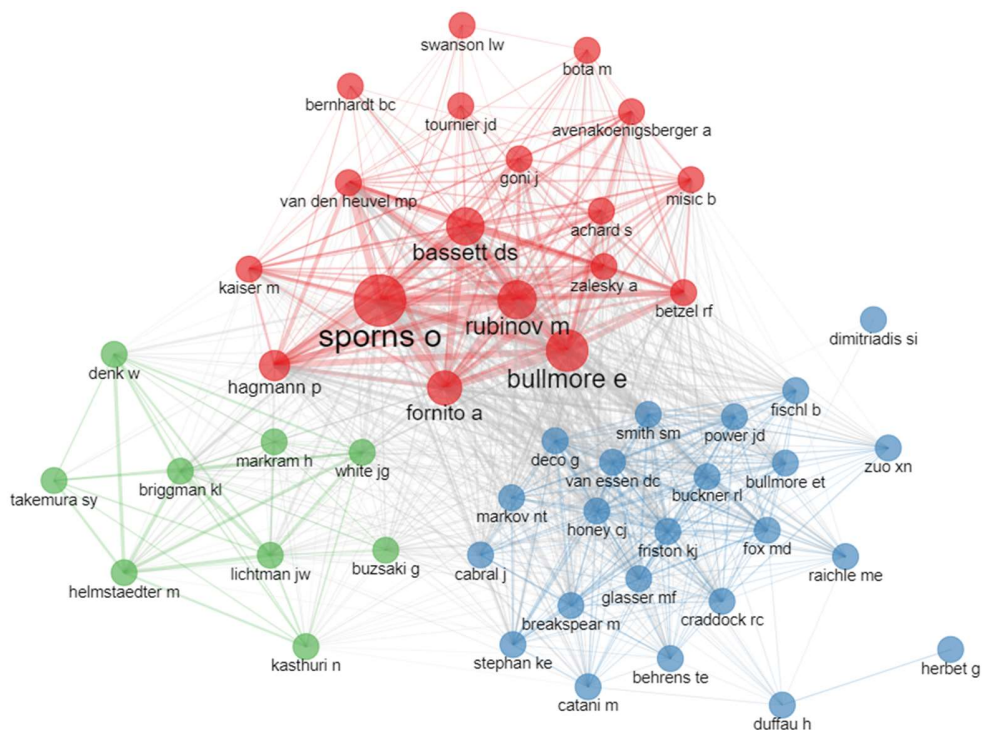 swanson lw
bota m
bernhardt bc
tournier jd
avenakoenigsberger a
goni j
van den heuvel mp
misic b
achard s
bassett ds
kaiser m
zalesky a
betzel rf
sporns o
rubinov m
dimitriadis si
denk w
hagmann p
bullmore e
fornito a
fischl b
smith sm
power jd
deco g
zuo xn
markram h
white jg
van essen dc
bullmore et
takemura sy
briggman kl
buckner rl
markov nt
honey cj
friston kj
fox md
helmstaedter m
lichtman jw
buzsaki g
cabral j
raichle me
glasser mf
craddock rc
breakspear m
kasthuri n
stephan ke
behrens te
herbet g
catani m
duffau h